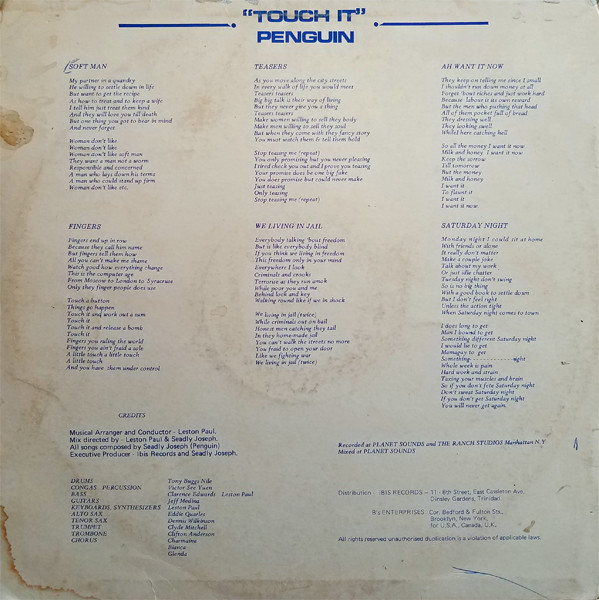 "TOUCH IT"
PENGUIN
SOFT MAN
My partner in a quandry
He willing to settle down in life
But want to get the recipe
As how to treat and to keep a wife
I tell him just treat them kind
And they will love you till death
But one thing you got to bear in mind
And never forget
Woman don't like
Woman don't like
Woman don't like soft man
They want a man not a worm
Responsible and concerned
A man who lays down his terms
A man who could stand up firm
Woman don't like etc.
TEASERS
As you move along the city streets
In every walk of life you would meet
Teasers teasers
Big big talk is their way of living
But they never give you a thing
Teasers teasers
Make women willing to sell they body
Make men willing to sell they soul
But when they come with they fancy story
You must watch them & tell them hold
Stop teasing me (repeat)
You only promising but you never pleasing
I tired check you out and I prove you teasing
Your promise does be one big fake
You does promise but could never make
Just teasing
Only teasing
Stop teasing me (repeat)
AH WANT IT NOW
They keep on telling me since I small
I shouldn't run down money at all
Forget 'bout riches and just work hard
Because 'labour is its own reward
But the men who pushing that head
All of them pocket full of bread
They dressing well
They working swell
While I here catching hell
So all the money I want it now
Milk and honey I want it now
Keep the sorrow
Till tomorrow
But the money
Milk and honey
I want it
To flaunt it
I want it
I want it now.
FINGERS
Fingers end up in row
Because they call him name
But fingers tell them how
All you can't make me shame
Watch good how everything change
This is the computer age
From Moscow to London to Syracruse
Only they finger people does use
Touch a button
Things go happen
Touch it and work out a sum
Touch it
Touch it and release a bomb
Touch it
Fingers you ruling the world
Fingers you ain't fraid a ugle
A little touch a little touch
A little touch
And you have them under control
WE LIVING IN JAIL
Everybody talking 'bout freedom
But is like everybody blind
If you think we living in freedom
This freedom only in your mind
Everywhere I look
Criminals and crooks
Terrorise as they run amok
While poor you and me
Behind lock and key
Walking round like if we in shock
We living in jail (twice)
While criminals out on bail
Honest men catching they tail
In they home-made jail
You can't walk the streets no more
You fraid to open your door
Like we fighting war
We living in jail (twice)
SATURDAY NIGHT
Monday night I could sit at home
With friends or alone
It really don't matter
Make a couple joke
Talk about my work
Or just idle chatter
Tuesday night don't swing
So is no big thing
With a good book to settle down
But I don't feel right
Unless the action tight
When Saturday night comes to town
I does long to get
Man I bound to get
Something different Saturday night
I would lie to get
Mamaguy to get
Something------------night
Whole week is pain
Hard work and strain
Taxing your muscles and brain
So if you don't fete Saturday night
Don't sweat Saturday night
If you don't get Saturday night
You will never get again.
CREDITS
Musical Arranger and Conductor - Leston Paul.
Mix directed by - Leston Paul & Seadly Joseph.
All songs composed by Seadly Joseph (Penguin)
Executive Producer - Ibis Records and Seadly Joseph.
Recorded at PLANET SOUNDS and THE RANCH STUDIOS Manhattan N.Y
Mixed at PLANET SOUNDS
DRUMS Tony Buggs Nile
CONGAS PERCUSSION Victor See Yuen
BASS Clarence Edwards Leston Paul
GUITARS Jeff Medina
KEYBOARDS, SYNTHESIZERS Leston Paul
ALTO SAX Eddie Quarles
TENOR SAX Dennis Wilkinson
TRUMPET Clyde Mitchell
TROMBONE Clifton Anderson
CHORUS Charmaine
Bianca
Glenda
Distribution IBIS RECORDS - 11 - 8th Street, East Casleton Ave,
Dinsley Gardens, Trinidad.
R's ENTERPRISES Cor. Bedford & Fulton Sts.,
Brooklyn, New York,
for U.S.A., Canada, U.K.
All rights reserved unauthorised duplication is a violation of applicable laws.